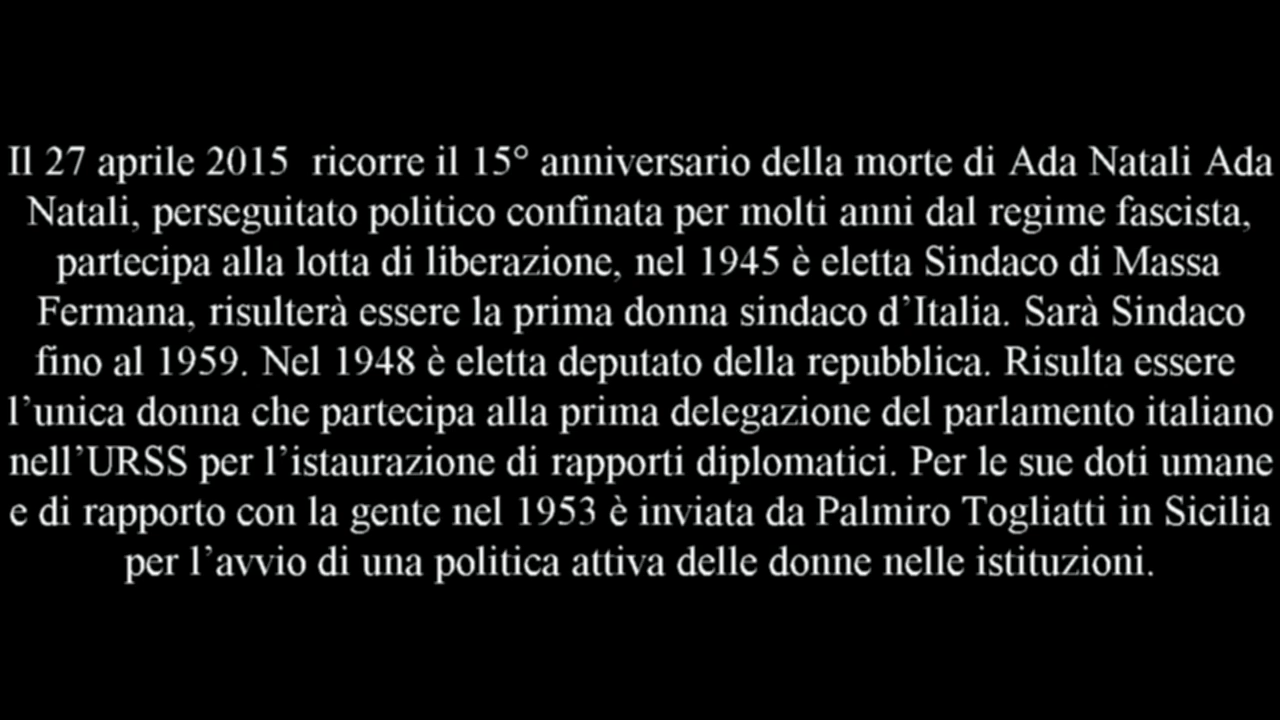 Il 27 aprile 2015  ricorre il 15° anniversario della morte di Ada Natali Ada
Natali, perseguitato politico confinata per molti anni dal regime fascista,
partecipa alla lotta di liberazione, nel 1945 è eletta Sindaco di Massa
Fermana, risulterà essere la prima donna sindaco d’Italia. Sarà Sindaco
fino al 1959. Nel 1948 è eletta deputato della repubblica. Risulta essere
l’unica donna che partecipa alla prima delegazione del parlamento italiano
nell’URSS per l’istaurazione di rapporti diplomatici. Per le sue doti umane
e di rapporto con la gente nel 1953 è inviata da Palmiro Togliatti in Sicilia
per l’avvio di una politica attiva delle donne nelle istituzioni.